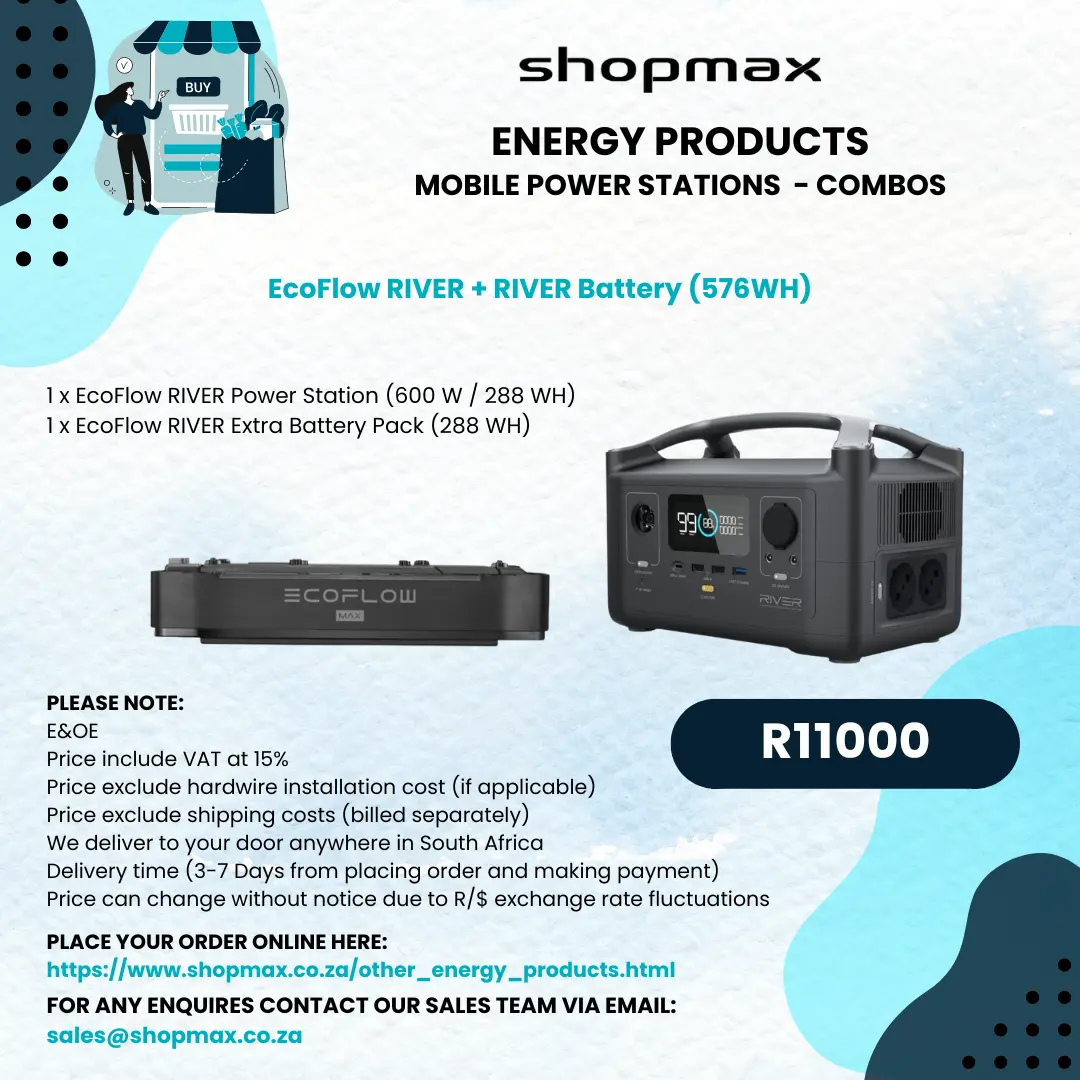 BUY
shopmax
ENERGY PRODUCTS
MOBILE POWER STATIONS - COMBOS
EcoFlow RIVER + RIVER Battery (576WH)
1 x EcoFlow RIVER Power Station (600 W / 288 WH)
1 x EcoFlow RIVER Extra Battery Pack (288 WH)
ECOFLOW
MAX
99
RIVER
PLEASE NOTE:
E&OE
Price include VAT at 15%
Price exclude hardwire installation cost (if applicable)
Price exclude shipping costs (billed separately)
We deliver to your door anywhere in South Africa
Delivery time (3-7 Days from placing order and making payment)
Price can change without notice due to R/$ exchange rate fluctuations
R11000
PLACE YOUR ORDER ONLINE HERE:
https://www.shopmax.co.za/other_energy_products.html
FOR ANY ENQUIRES CONTACT OUR SALES TEAM VIA EMAIL:
sales@shopmax.co.za